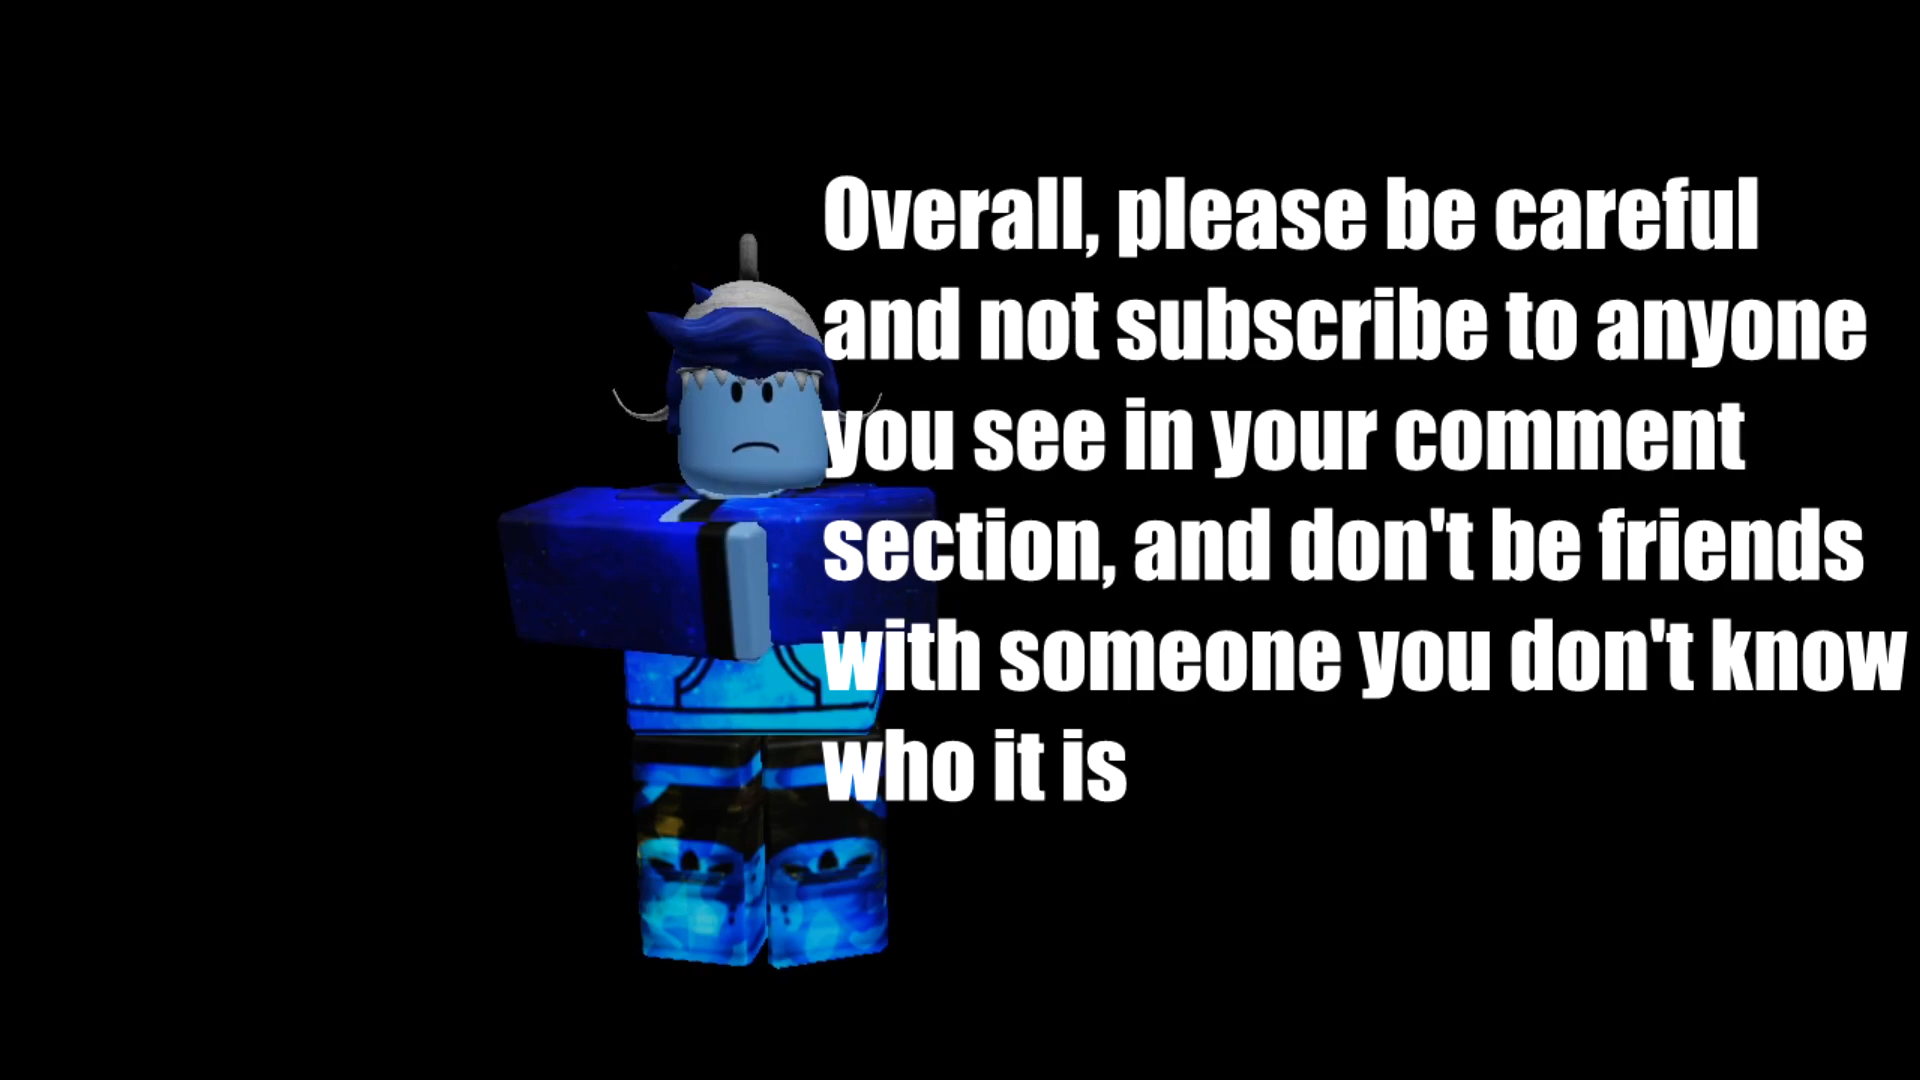 Overall, please be careful
and not subscribe to anyone
you see in your comment
section, and don't be friends
with someone you don't know
who it is